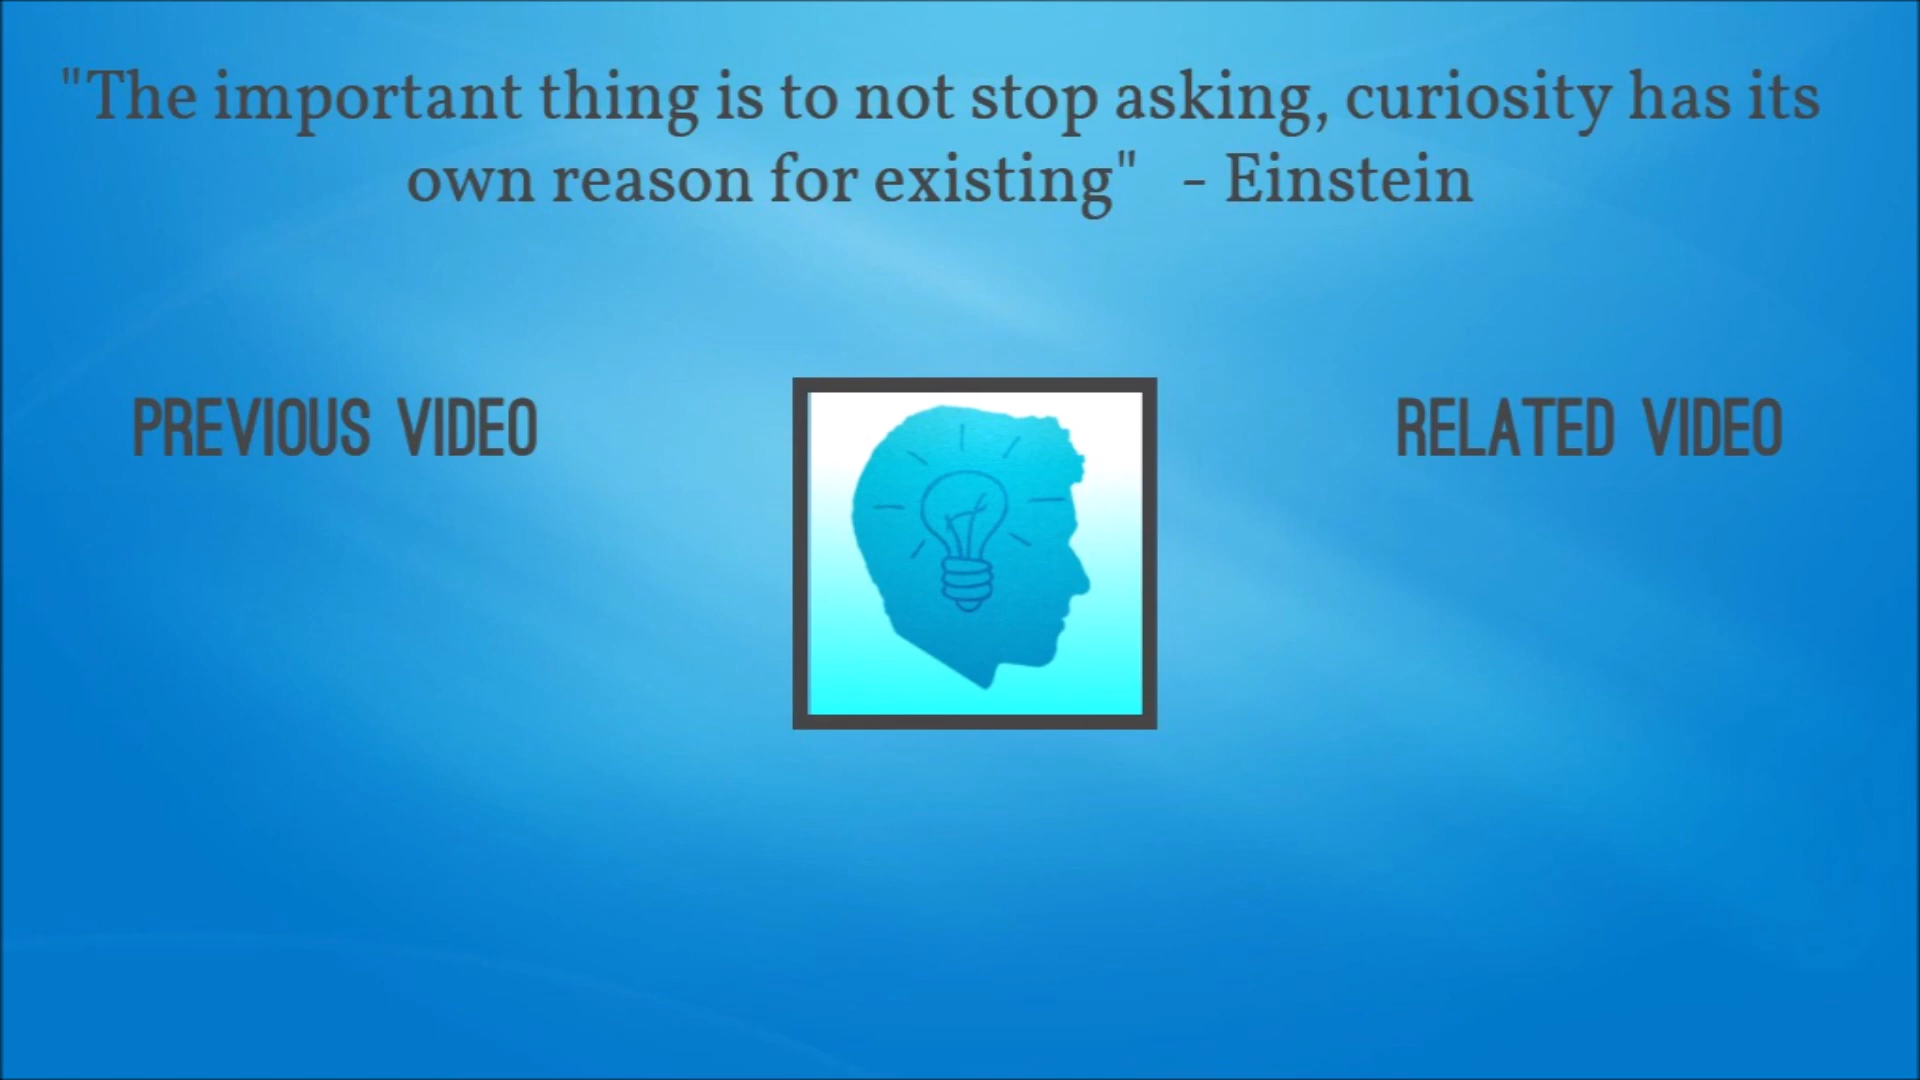 "The important thing is to not stop asking, curiosity has its
own reason for existing" - Einstein
PREVIOUS VIDEO
RELATED VIDEO